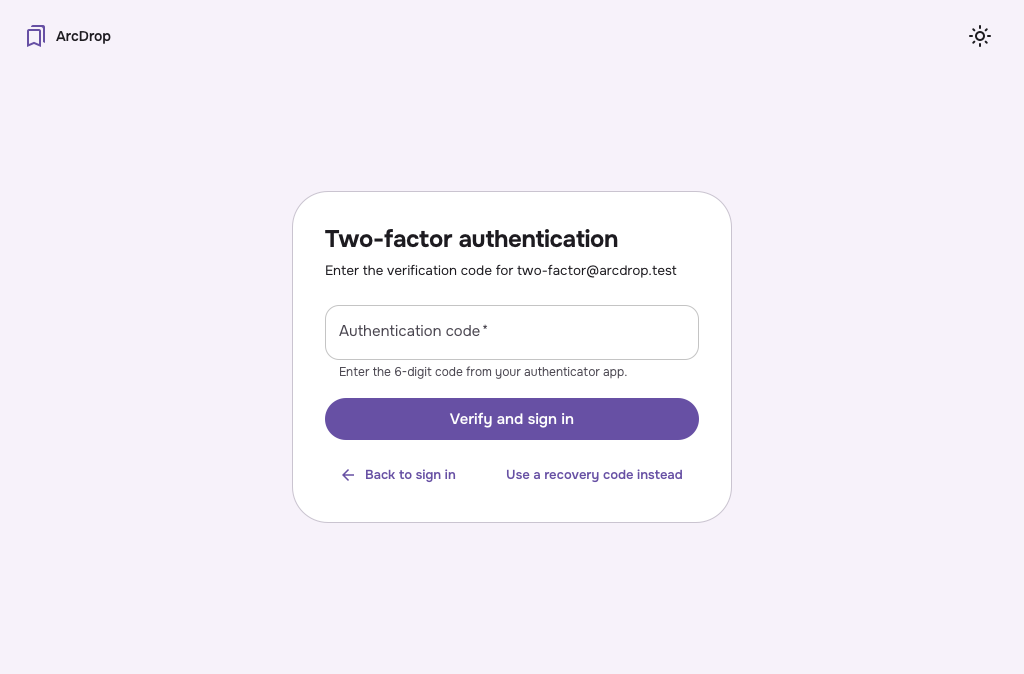 ArcDrop
Two-factor authentication
Enter the verification code for two-factor@arcdrop.test
Authentication code *
Enter the 6-digit code from your authenticator app.
Verify and sign in
Back to sign in
Use a recovery code instead